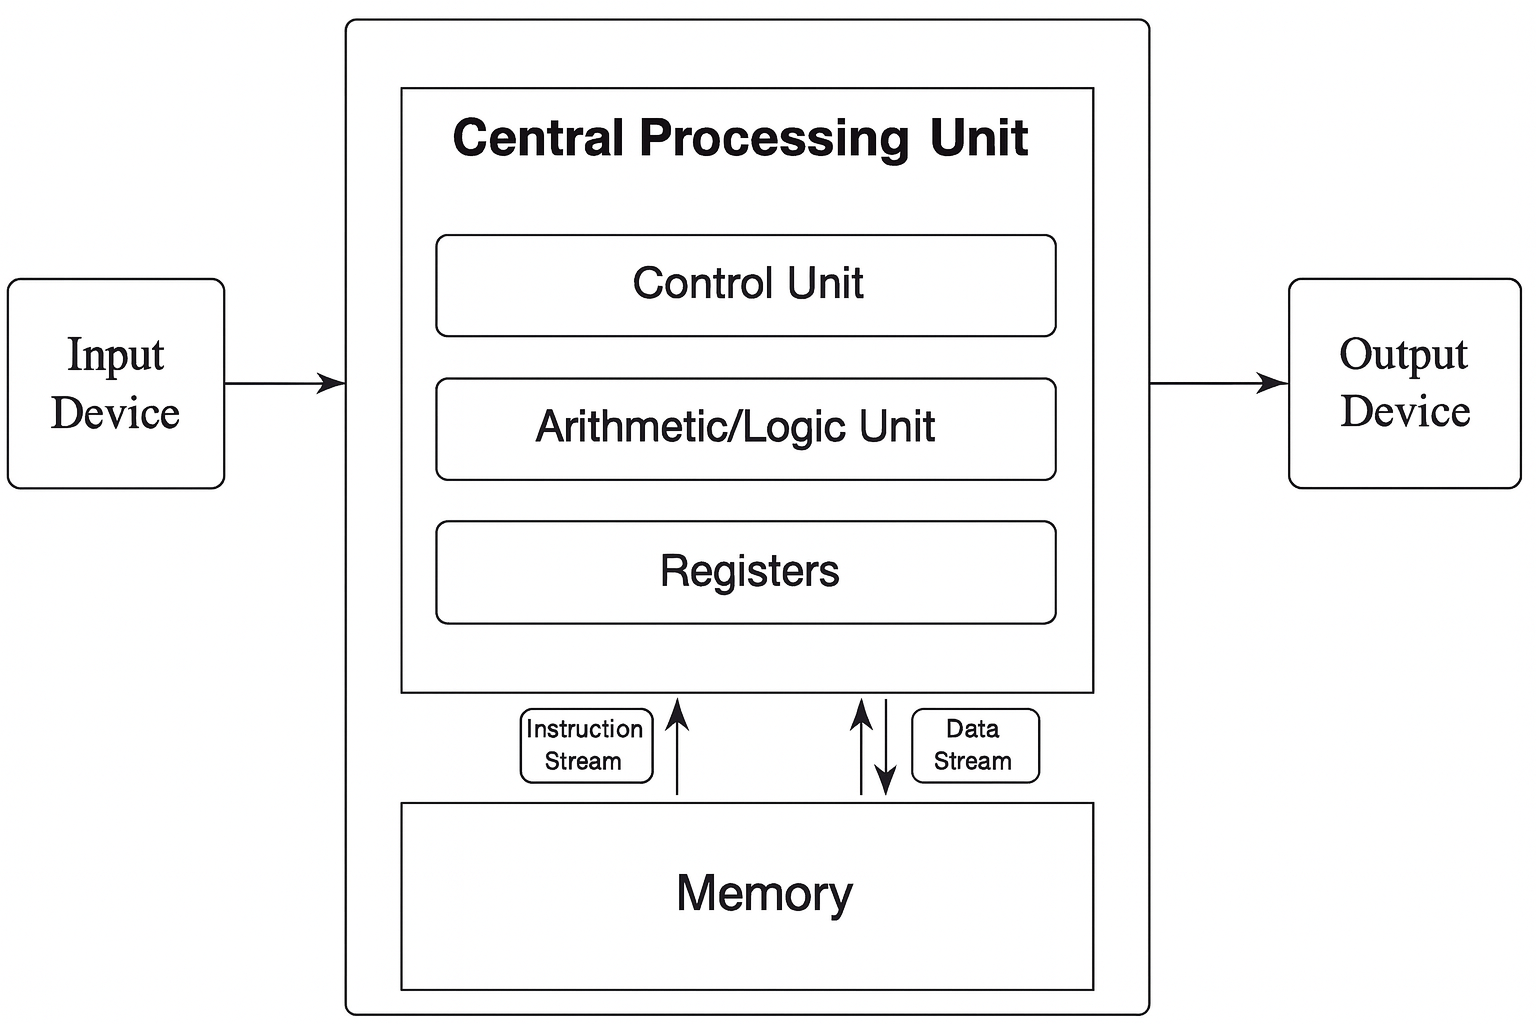 Central Processing Unit
Control Unit
Input
Device
Arithmetic/Logic Unit
Output
Device
Registers
Instruction
Stream
Data
Stream
Memory